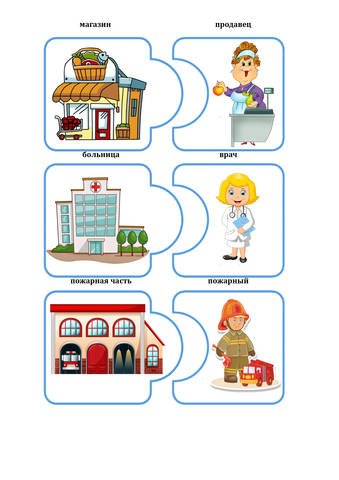 магазин продавец
больница врач
пожарная часть пожарный